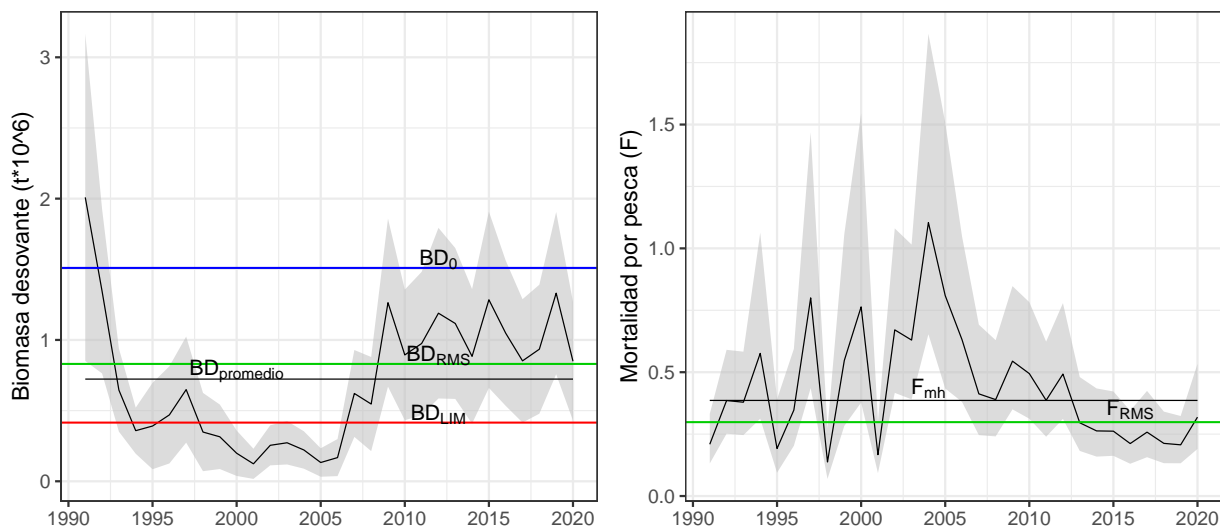 Biomasa desovante (t*10^6)
3
2
1
0
BD0
BDRMS
BDpromedio
BDLIM
1990 1995 2000 2005 2010 2015 2020
Mortalidad por pesca (F)
1.5
1.0
0.5
0.0
Fmh
FRMS
1990 1995 2000 2005 2010 2015 2020